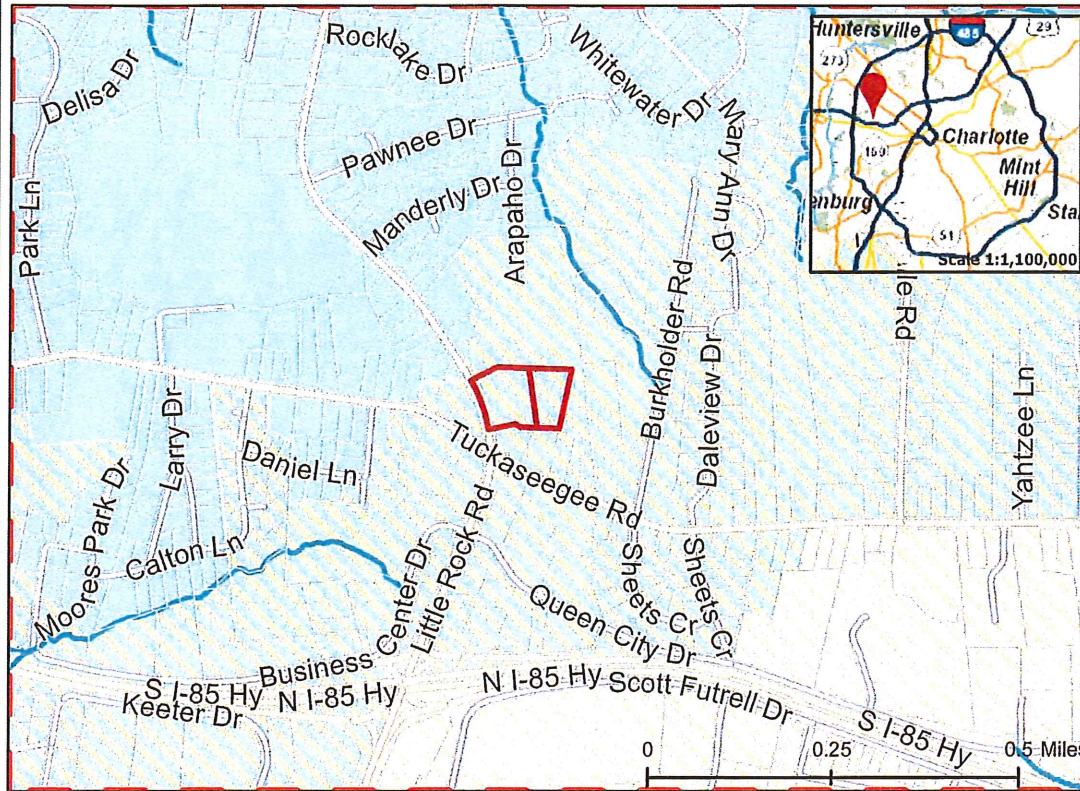 Delisa Dr
Rocklake Dr
Whitewater Dr
Mary Ann Dr
Pawnee Dr
Manderly Dr
Arapaho Dr
Park Ln
Huntersville
485
29
273
Charlotte
160
Mint
Hill
enburg
Sta
51
Scale 1:1,100,000
lle Rd
Burkholder Rd
Daleview Dr
Yahtzee Ln
Larry Dr
Daniel Ln
Tuckaseegee Rd
Moores Park Dr
Calton Ln
Little Rock Rd
Business Center Dr
Sheets Cr
Sheets Cr
Queen City Dr
S I-85 Hy
N I-85 Hy
N I-85 Hy
Scott Futrell Dr
Keeter Dr
S I-85 Hy
0
0.25
0.5 Miles